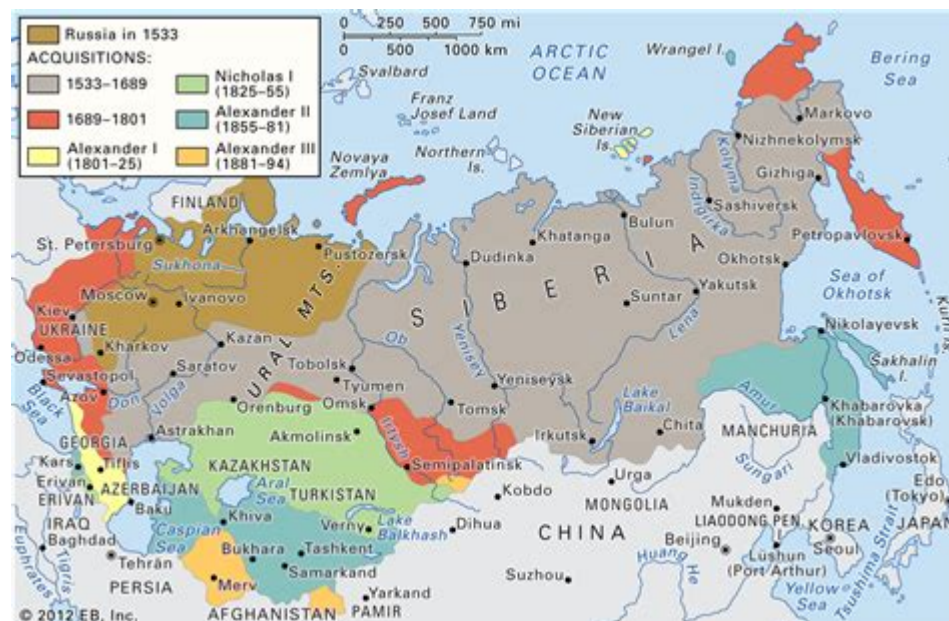 Russia in 1533
ACQUISITIONS:
1533–1689
1689–1801
Alexander I
(1801–25)
Nicholas I
(1825–55)
Alexander II
(1855–81)
Alexander III
(1881–94)
0 250 500 750 mi
0 500 1000 km
ARCTIC
OCEAN
Wrangel I.
Bering
Sea
Svalbard
Franz
Josef Land
New
Siberian
Is.
Northern
Is.
Novaya
Zemlya
Markovo
Nizhnekolymsk
Kolyma
Gizhiga
Indigirka
Sashiversk
FINLAND
Arkhangelsk
St. Petersburg
Sukhona
Pustozersk
Dudinka
Khatanga
Bulun
Petropavlovsk
Okhotsk
Sea of
Okhotsk
Moscow
Ivanovo
URAL MTS.
SIBERIA
Suntar
Yakutsk
Lena
Kiev
UKRAINE
Kazan
Ob
Yenisey
Nikolayevsk
Kurils
Odessa
Kharkov
Saratov
Tobolsk
Tyumen
Yeniseysk
Sakhalin
I.
Sevastopol
Azov
Don
Volga
Black
Sea
Orenburg
Omsk
Tomsk
Lake
Baikal
Amur
Khabarovka
(Khabarovsk)
Astrakhan
Akmolinsk
Irtysh
Irkutsk
Chita
MANCHURIA
GEORGIA
Semipalatinsk
Sungari
Kars
Tiflis
KAZAKHSTAN
Vladivostok
Erivan
ERIVAN
AZERBAIJAN
Aral
Sea
TURKISTAN
Kobdo
Urga
MONGOLIA
Mukden
Edo
(Tokyo)
IRAQ
Baku
Khiva
Verny
Lake
Balkhash
Dihua
CHINA
LIAODONG PEN.
KOREA
JAPAN
Baghdad
Caspian
Sea
Bukhara
Tashkent
Beijing
Seoul
Euphrates
Tigris
Tehrān
Samarkand
Huang He
Lüshun
(Port Arthur)
Tsushima Strait
PERSIA
Merv
Suzhou
Yellow
Sea
Yarkand
AFGHANISTAN
PAMIR
© 2012 EB, Inc.